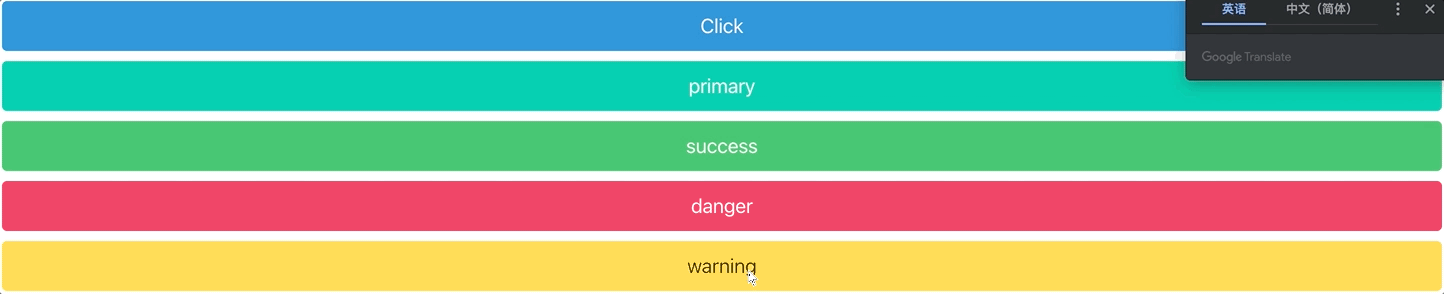 Click
英语 中文（简体）
Google Translate
primary
success
danger
warning